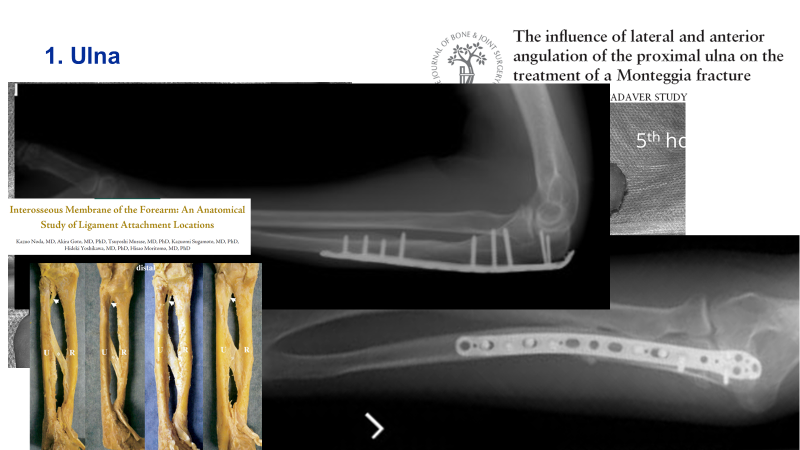 1. Ulna
THE JOURNAL OF BONE & JOINT SURGERY
The influence of lateral and anterior
angulation of the proximal ulna on the
treatment of a Monteggia fracture
ADAVER STUDY
5th ho
Interosseous Membrane of the Forearm: An Anatomical
Study of Ligament Attachment Locations
Kazuo Noda, MD, Akira Goto, MD, PhD, Tsuyoshi Murase, MD, PhD, Kazuomi Sugamoto, MD, PhD,
Hideki Yoshikawa, MD, PhD, Hisao Moritomo, MD, PhD
distal
U R U R U R U R